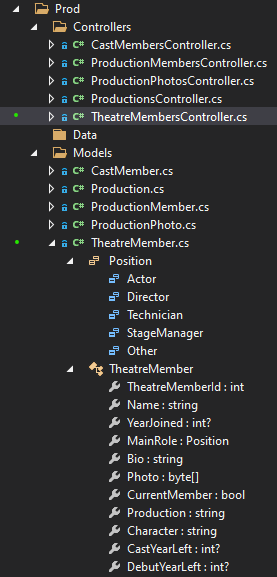 Prod
Controllers
C# CastMembersController.cs
C# ProductionMembersController.cs
C# ProductionPhotosController.cs
C# ProductionsController.cs
C# TheatreMembersController.cs
Data
Models
C# CastMember.cs
C# Production.cs
C# ProductionMember.cs
C# ProductionPhoto.cs
C# TheatreMember.cs
Position
Actor
Director
Technician
StageManager
Other
TheatreMember
TheatreMemberId : int
Name : string
YearJoined : int?
MainRole : Position
Bio : string
Photo : byte[]
CurrentMember : bool
Production : string
Character : string
CastYearLeft : int?
DebutYearLeft : int?